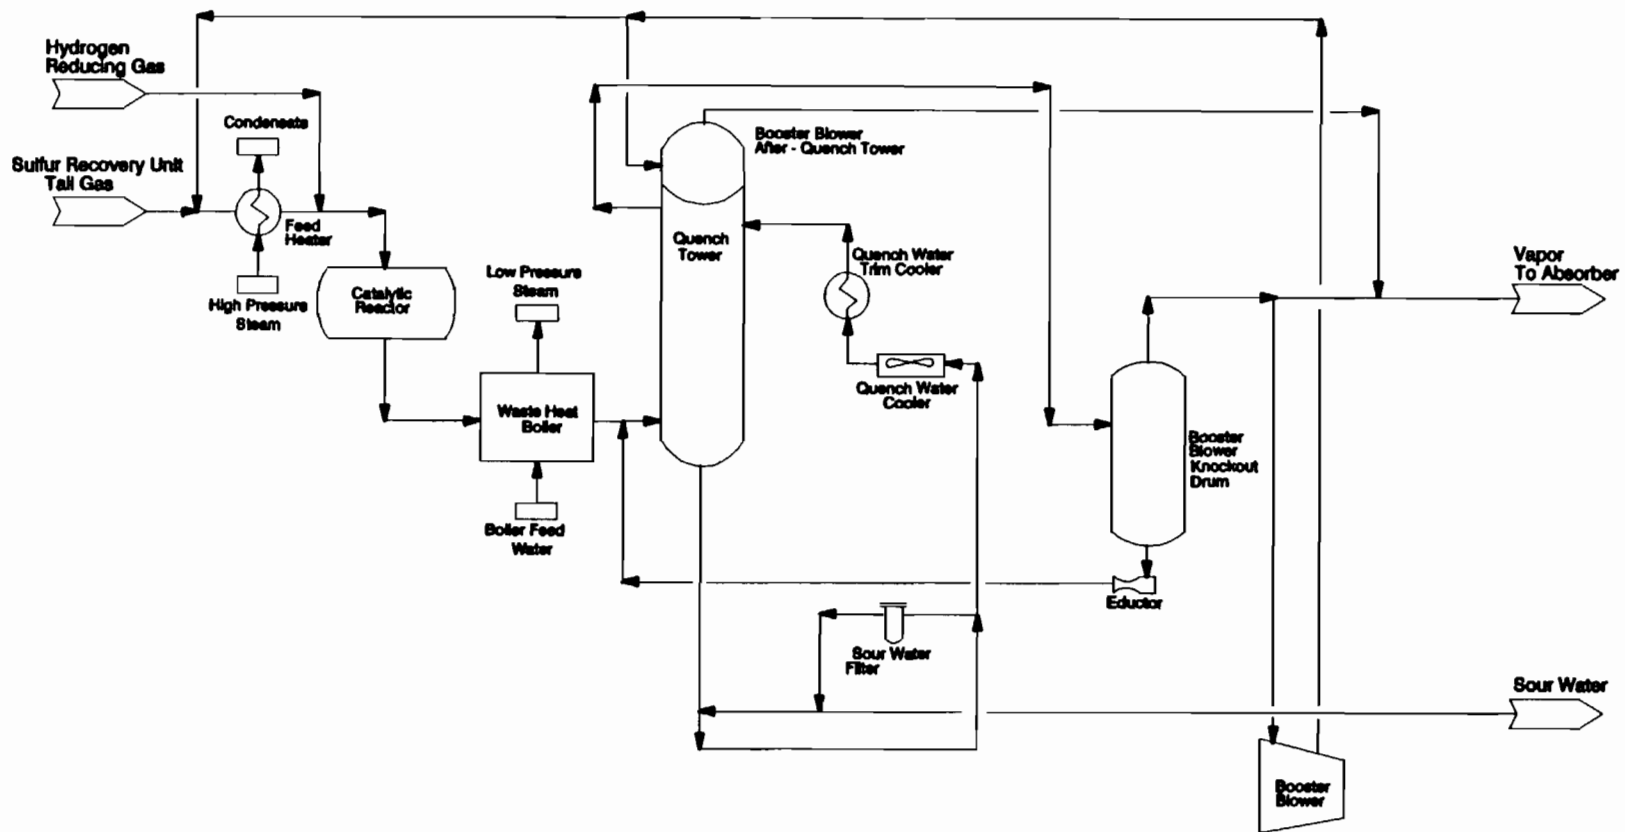 Hydrogen
Reducing Gas
Condensate
Sulfur Recovery Unit
Tail Gas
Feed
Heater
High Pressure
Steam
Catalytic
Reactor
Low Pressure
Steam
Waste Heat
Boiler
Boiler Feed
Water
Booster Blower
After - Quench Tower
Quench
Tower
Quench Water
Trim Cooler
Quench Water
Cooler
Vapor
To Absorber
Booster
Blower
Knockout
Drum
Eductor
Sour Water
Filter
Sour Water
Booster
Blower